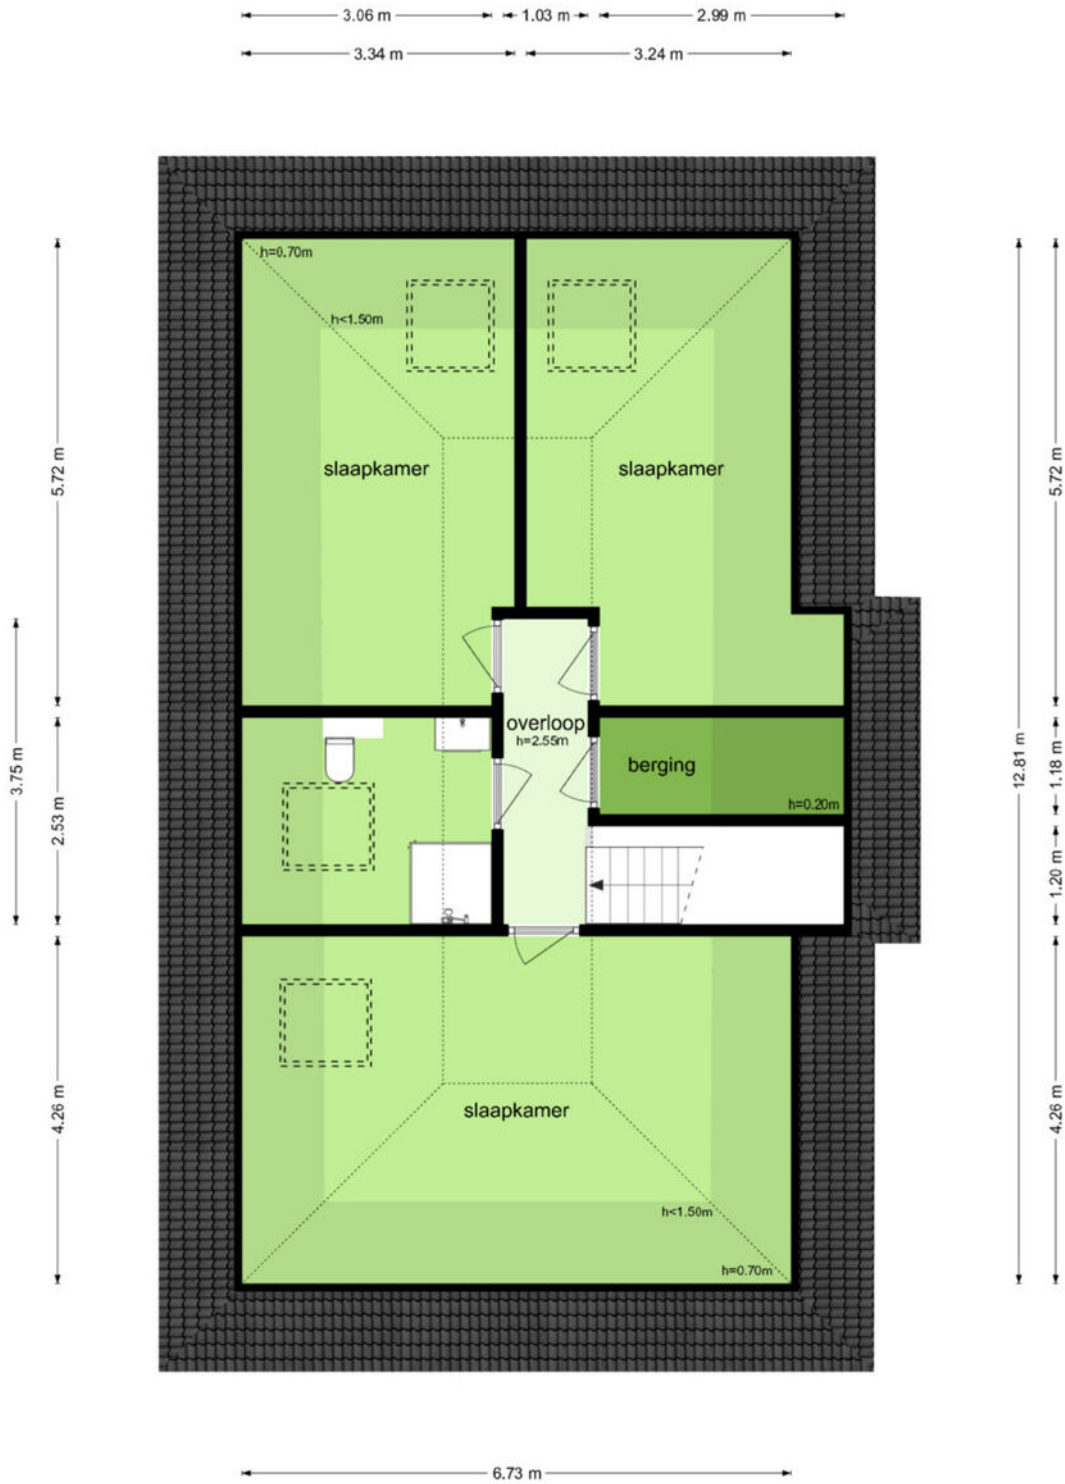 3.06 m
1.03 m
2.99 m
3.34 m
3.24 m
h=0.70m
h<1.50m
slaapkamer
slaapkamer
5.72 m
5.72 m
overloop
h=2.55m
berging
h=0.20m
3.75 m
2.53 m
12.81 m
1.18 m
1.20 m
slaapkamer
4.26 m
4.26 m
h<1.50m
h=0.70m
6.73 m